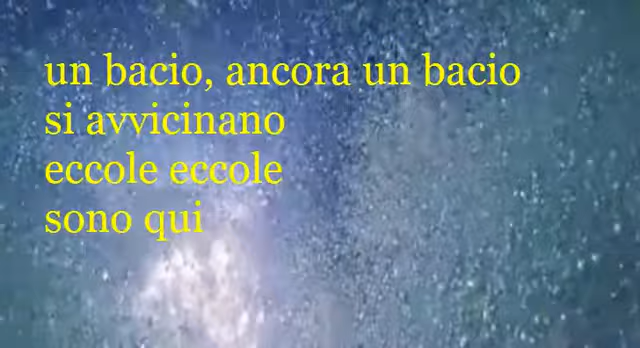 un bacio, ancora un bacio
si avvicinano
eccole eccole
sono qui